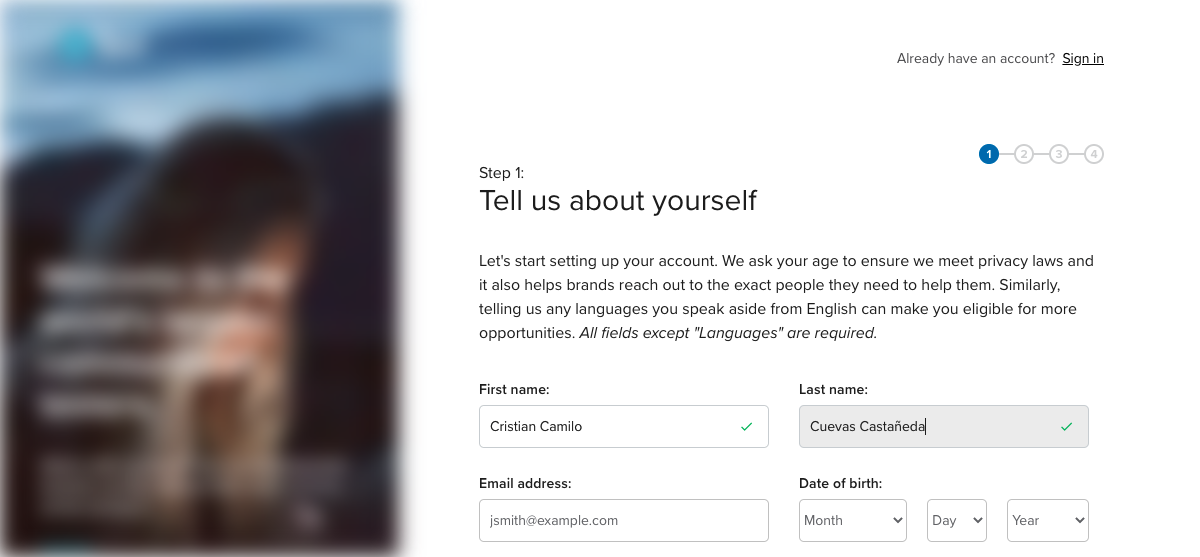 Already have an account? Sign in
1 2 3 4
Step 1:
Tell us about yourself
Let's start setting up your account. We ask your age to ensure we meet privacy laws and
it also helps brands reach out to the exact people they need to help them. Similarly,
telling us any languages you speak aside from English can make you eligible for more
opportunities. All fields except "Languages" are required.
First name: Last name:
Cristian Camilo Cuevas Castañeda
Email address: Date of birth:
jsmith@example.com Month Day Year